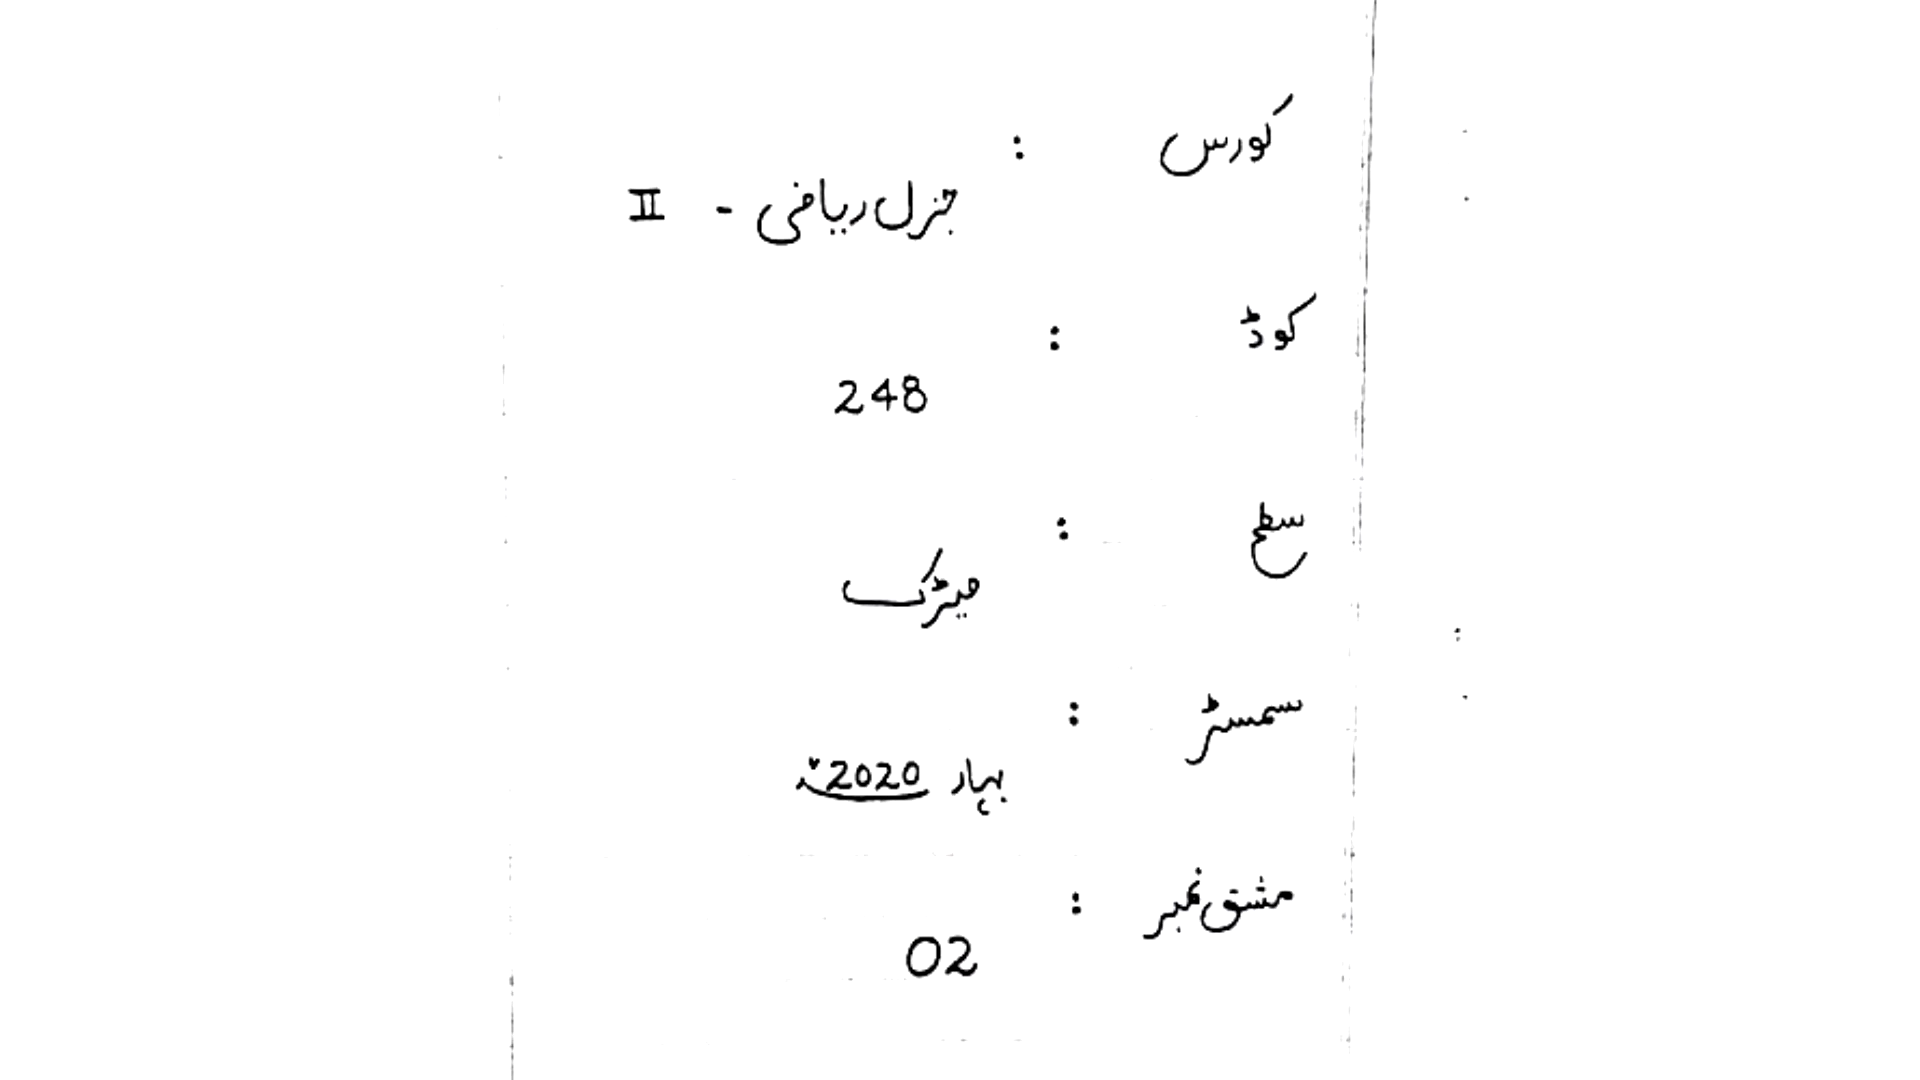 کورس :
جنرل ریاضی - II
کوڈ :
248
سطح :
میٹرک
سمسٹر :
بہار 2020ء
مشق نمبر :
02